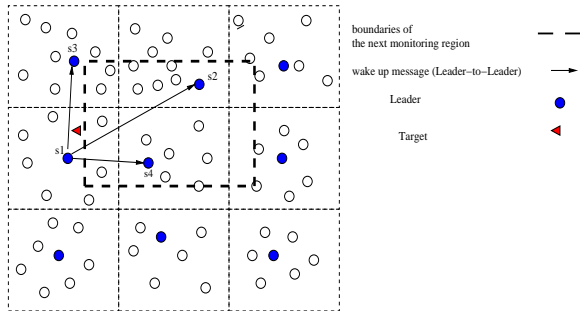 s3
s2
s1
s4
boundaries of
the next monitoring region
wake up message (Leader−to−Leader)
Leader
Target